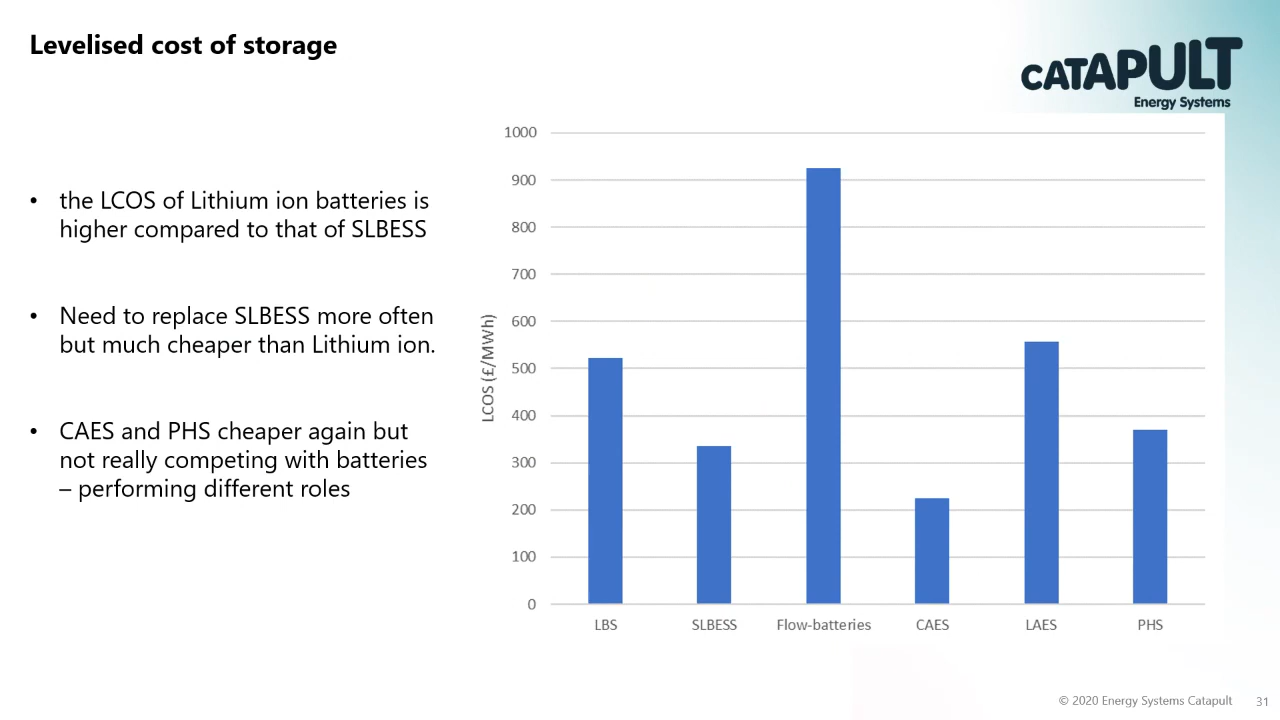 Levelised cost of storage
CATAPULT
Energy Systems
• the LCOS of Lithium ion batteries is
higher compared to that of SLBESS
• Need to replace SLBESS more often
but much cheaper than Lithium ion.
• CAES and PHS cheaper again but
not really competing with batteries
– performing different roles
LCOS (£/MWh)
1000
900
800
700
600
500
400
300
200
100
0
LBS SLBESS Flow-batteries CAES LAES PHS
© 2020 Energy Systems Catapult 31